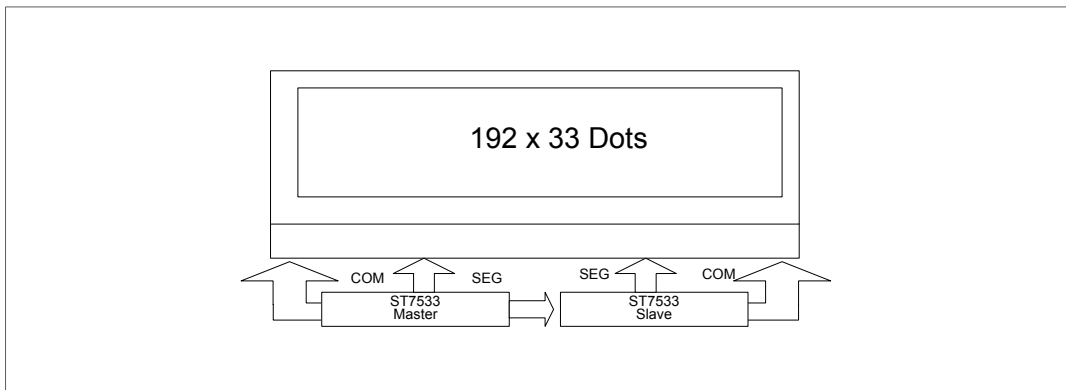 192 x 33 Dots
COM
SEG
SEG
COM
ST7533
Master
ST7533
Slave